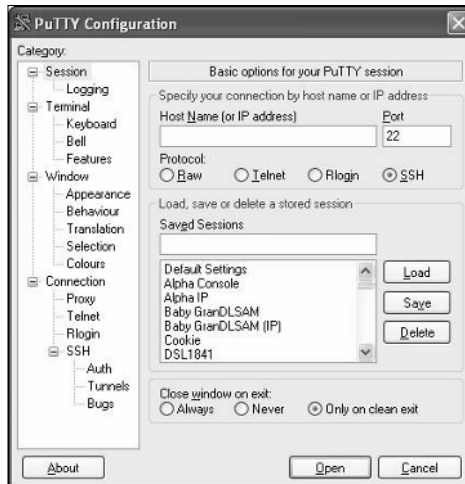 PuTTY Configuration
Category:
Session
Logging
Terminal
Keyboard
Bell
Features
Window
Appearance
Behaviour
Translation
Selection
Colours
Connection
Proxy
Telnet
Rlogin
SSH
Auth
Tunnels
Bugs
Basic options for your PuTTY session
Specify your connection by host name or IP address
Host Name (or IP address)
Port
22
Protocol:
Raw Telnet Rlogin SSH
Load, save or delete a stored session
Saved Sessions
Default Settings
Alpha Console
Alpha IP
Baby GranDLSAM
Baby GranDLSAM (IP)
Cookie
DSL1841
Load
Save
Delete
Close window on exit:
Always Never Only on clean exit
About
Open
Cancel